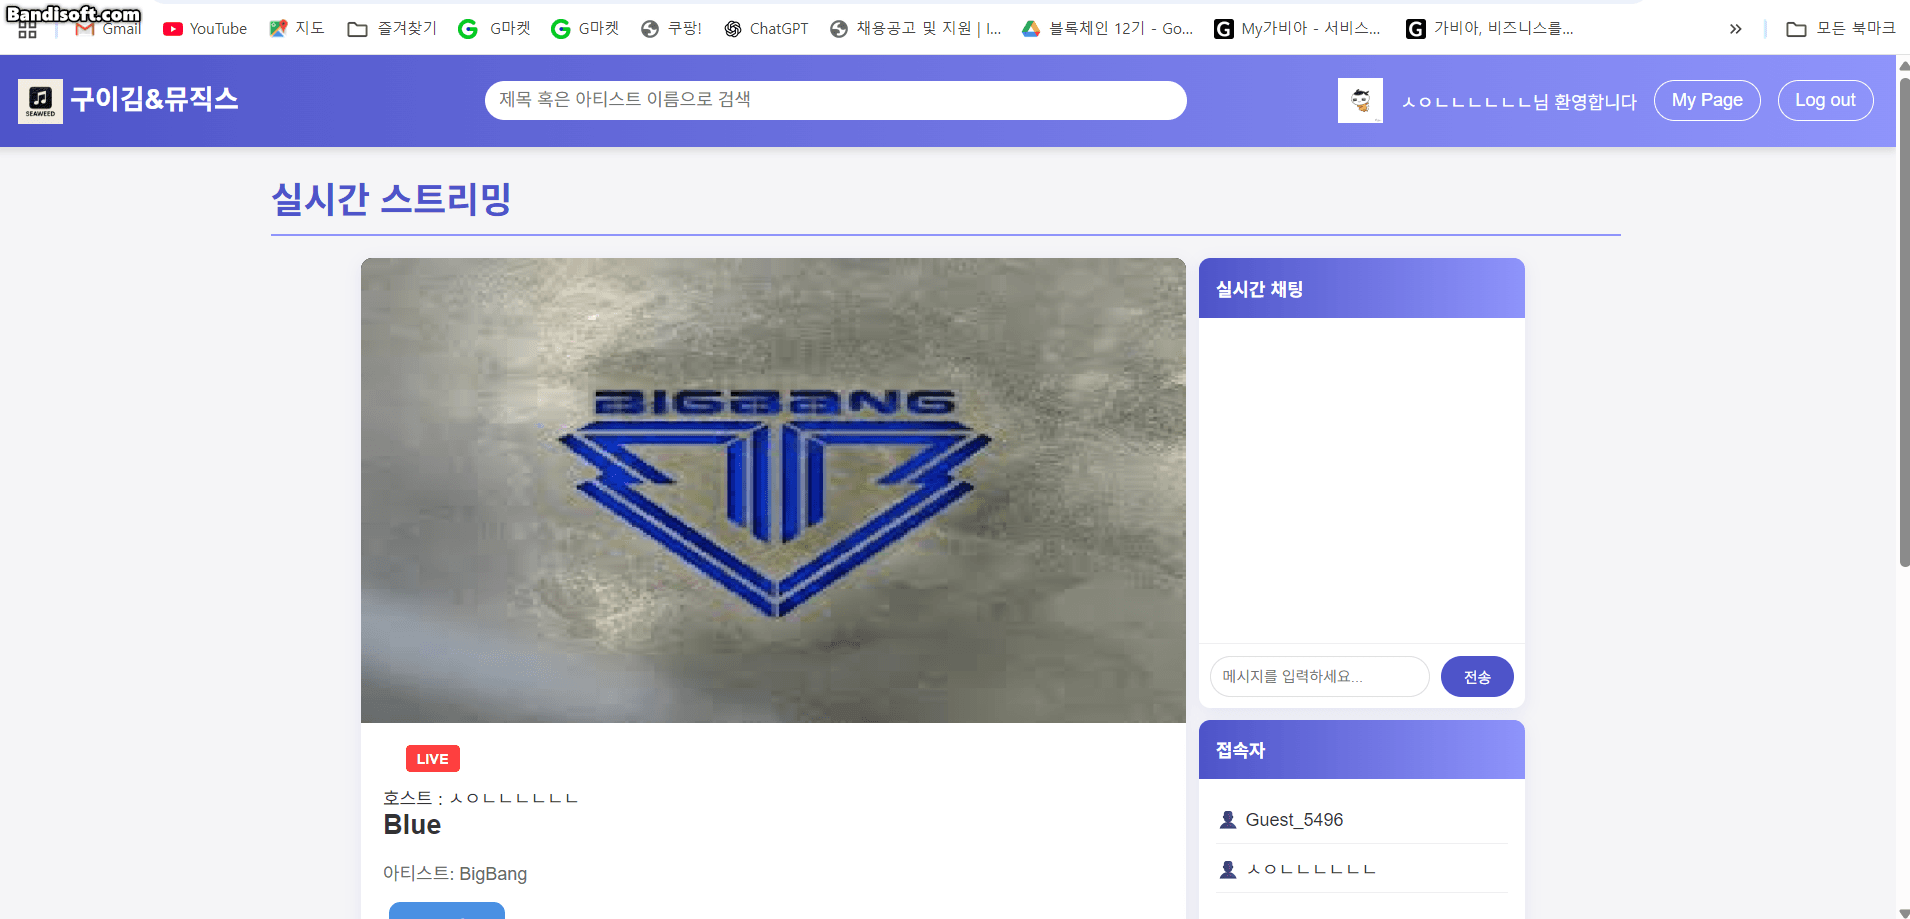 Bandisoft.com
Gmail YouTube 지도 즐겨찾기 G마켓 G마켓 쿠팡! ChatGPT 채용공고 및 지원 | I... 블록체인 12기 - Go... My가비아 - 서비스... 가비아, 비즈니스를... » 모든 북마크
SEAWEED
구이김&뮤직스
제목 혹은 아티스트 이름으로 검색
ㅅㅇㄴㄴㄴㄴㄴㄴ님 환영합니다
My Page
Log out
실시간 스트리밍
BIGBANG
실시간 채팅
메시지를 입력하세요...
전송
LIVE
호스트 : ㅅㅇㄴㄴㄴㄴㄴㄴ
Blue
아티스트: BigBang
접속자
Guest_5496
ㅅㅇㄴㄴㄴㄴㄴㄴ